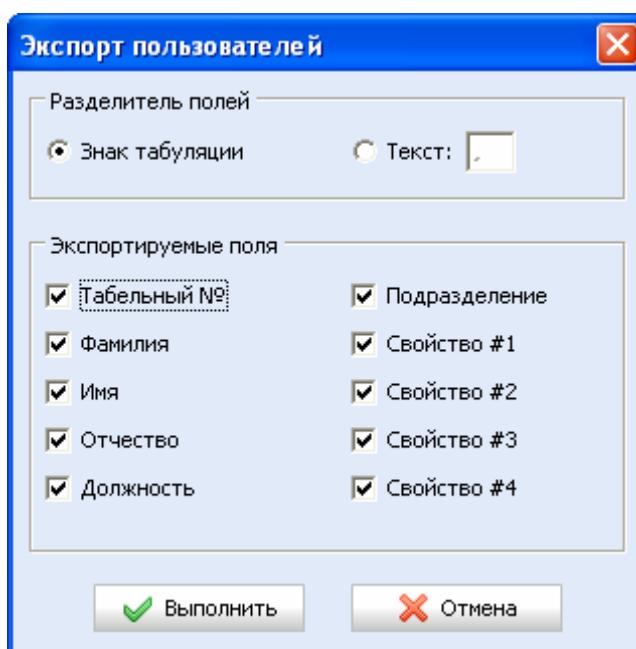 Экспорт пользователей
Разделитель полей
Знак табуляции Текст: ,
Экспортируемые поля
Табельный № Подразделение
Фамилия Свойство #1
Имя Свойство #2
Отчество Свойство #3
Должность Свойство #4
Выполнить Отмена